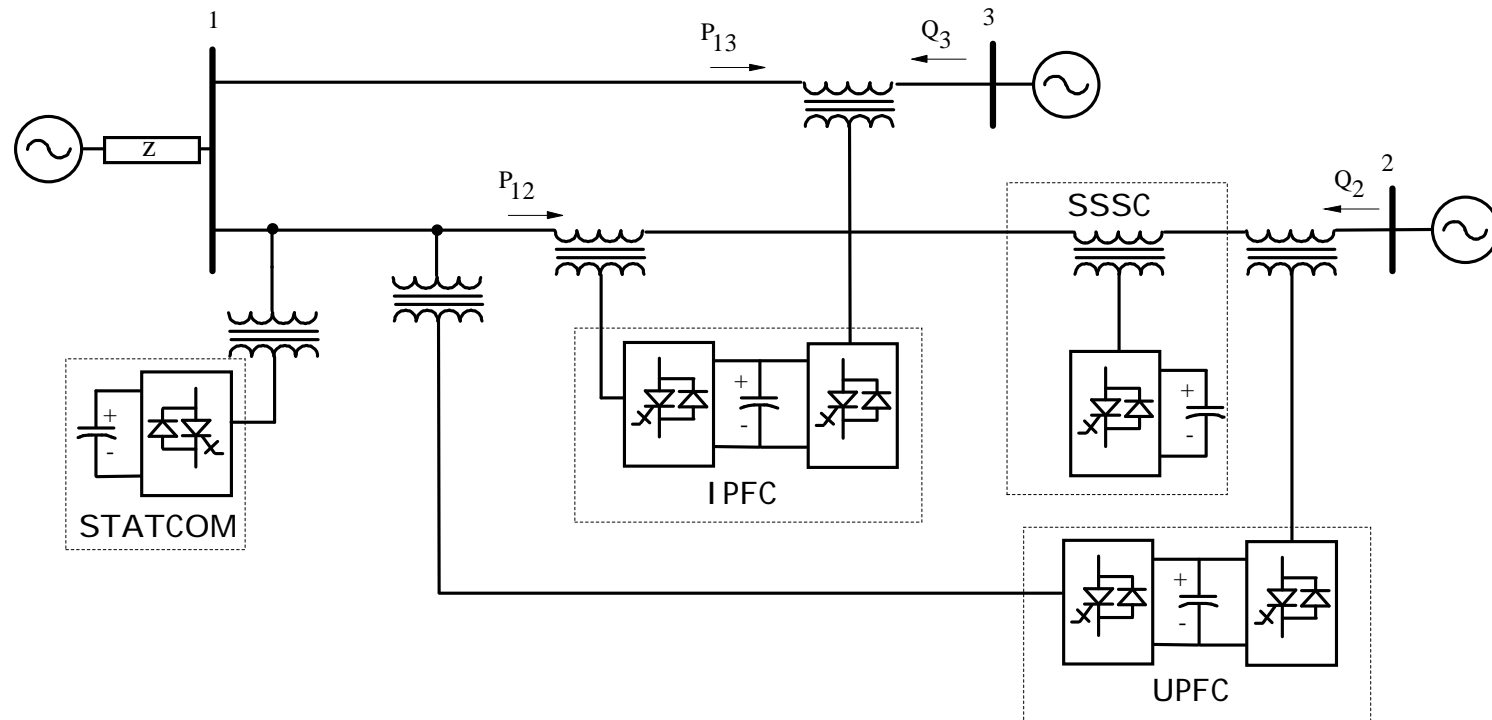 1
P13
Q3
3
z
P12
SSSC
Q2
2
+
-
STATCOM
+
-
IPFC
+
-
+
-
UPFC